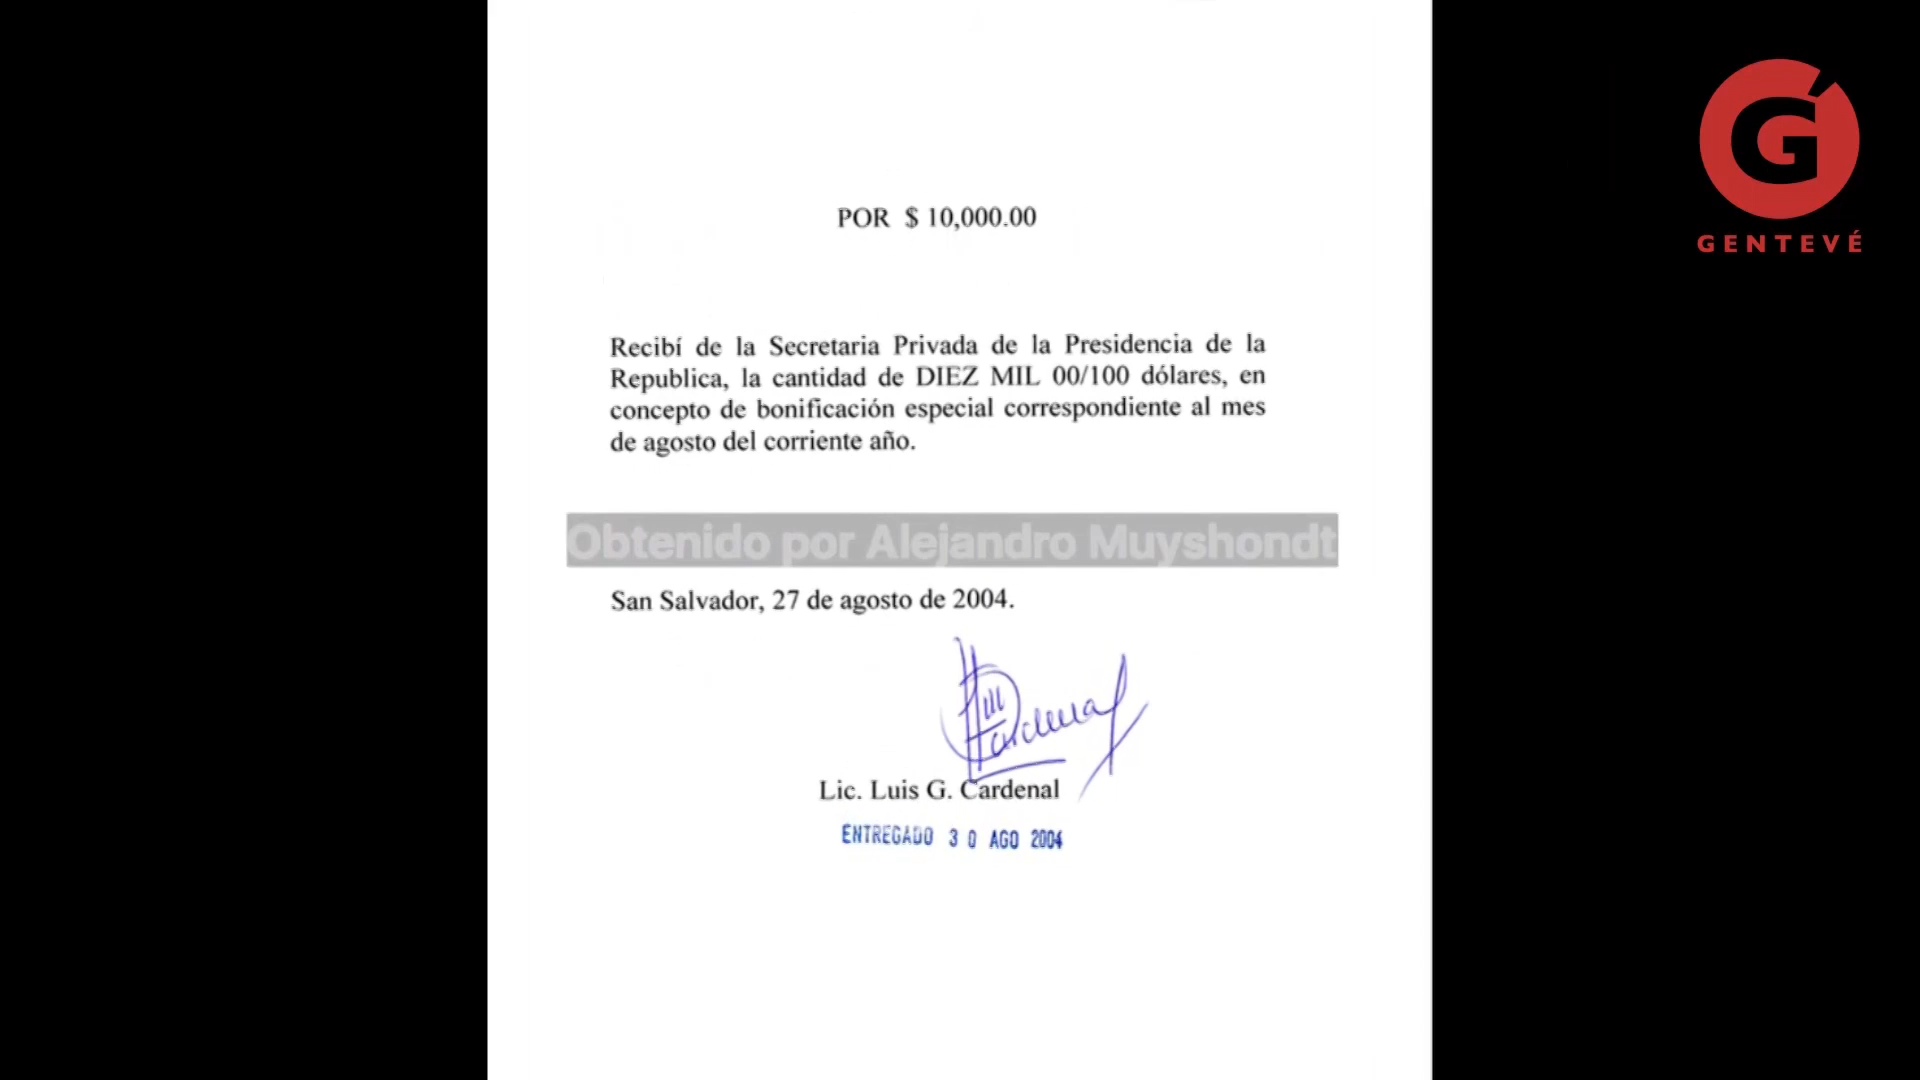 GENTEVÉ
POR $ 10,000.00
Recibí de la Secretaria Privada de la Presidencia de la
Republica, la cantidad de DIEZ MIL 00/100 dólares, en
concepto de bonificación especial correspondiente al mes
de agosto del corriente año.
Obtenido por Alejandro Muyshondt
San Salvador, 27 de agosto de 2004.
Cardenal
Lic. Luis G. Cardenal
ENTREGADO 30 AGO 2004